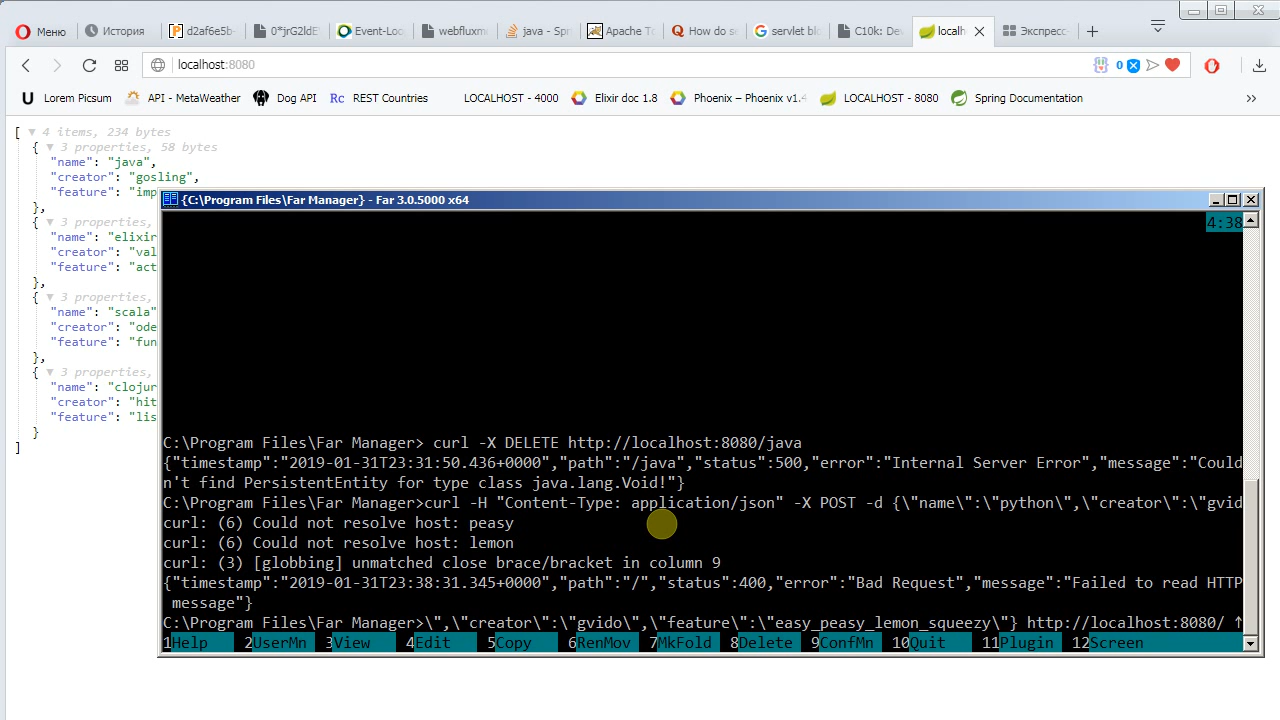 Меню
История
d2af6e5b-
0*jrG2ldE
Event-Loo
webfluxm
java - Spr
Apache To
How do se
servlet blo
C10k: Dev
localh
Экспресс-
localhost:8080
0
Lorem Picsum
API - MetaWeather
Dog API
Rc REST Countries
LOCALHOST - 4000
Elixir doc 1.8
Phoenix – Phoenix v1.4
LOCALHOST - 8080
Spring Documentation
[ ▼ 4 items, 234 bytes
{ ▼ 3 properties, 58 bytes
"name": "java",
"creator": "gosling",
"feature": "imp
},
{ ▼ 3 properties,
"name": "elixir
"creator": "val
"feature": "act
},
{ ▼ 3 properties,
"name": "scala"
"creator": "ode
"feature": "fun
},
{ ▼ 3 properties,
"name": "clojur
"creator": "hit
"feature": "lis
}
]
{C:\Program Files\Far Manager} - Far 3.0.5000 x64
4:38
C:\Program Files\Far Manager> curl -X DELETE http://localhost:8080/java
{"timestamp":"2019-01-31T23:31:50.436+0000","path":"/java","status":500,"error":"Internal Server Error","message":"Could
n't find PersistentEntity for type class java.lang.Void!"}
C:\Program Files\Far Manager>curl -H "Content-Type: application/json" -X POST -d {\"name\":\"python\",\"creator\":\"gvid
curl: (6) Could not resolve host: peasy
curl: (6) Could not resolve host: lemon
curl: (3) [globbing] unmatched close brace/bracket in column 9
{"timestamp":"2019-01-31T23:38:31.345+0000","path":"/","status":400,"error":"Bad Request","message":"Failed to read HTTP
message"}
C:\Program Files\Far Manager>\",\"creator\":\"gvido\",\"feature\":\"easy_peasy_lemon_squeezy\"} http://localhost:8080/ ↑
1Help 2UserMn 3View 4Edit 5Copy 6RenMov 7MkFold 8Delete 9ConfMn 10Quit 11Plugin 12Screen